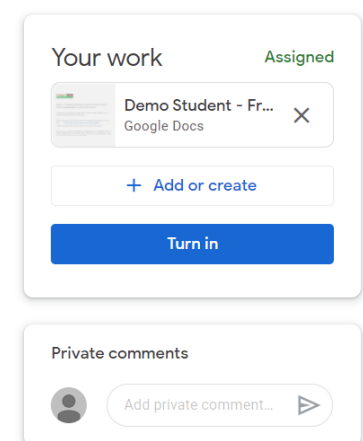 Your work
Assigned
Demo Student - Fr...
Google Docs
+ Add or create
Turn in
Private comments
Add private comment...